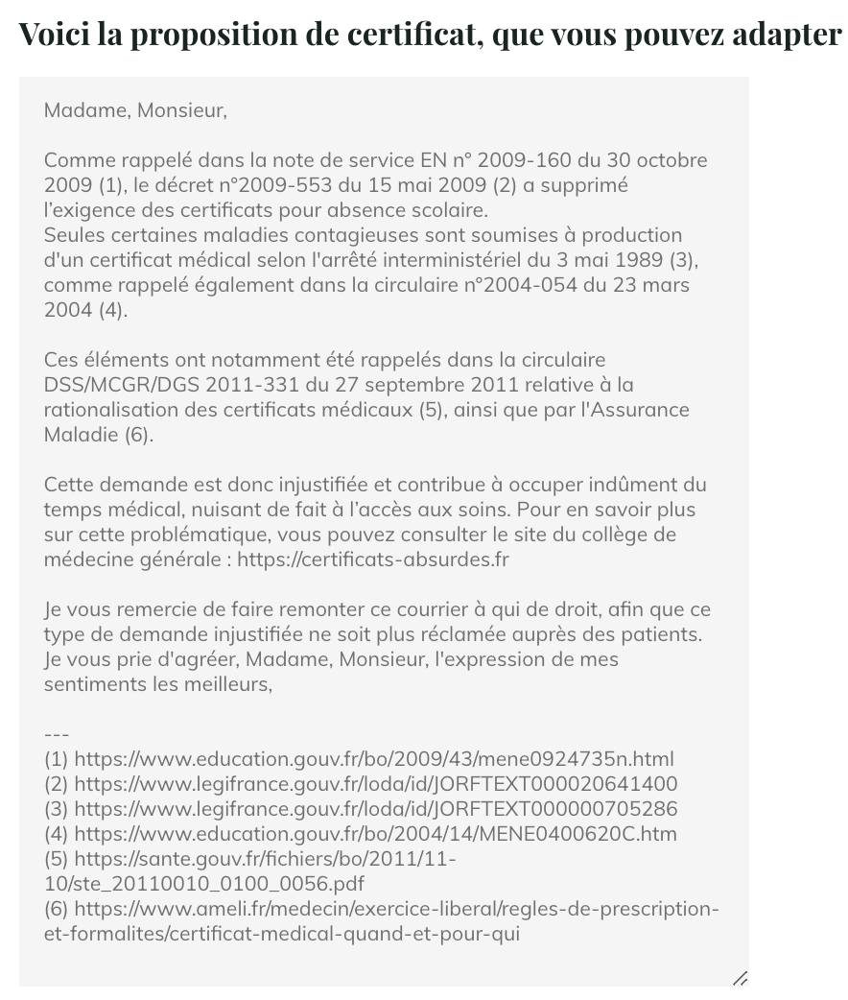 Voici la proposition de certificat, que vous pouvez adapter
Madame, Monsieur,
Comme rappelé dans la note de service EN n° 2009-160 du 30 octobre
2009 (1), le décret n°2009-553 du 15 mai 2009 (2) a supprimé
l’exigence des certificats pour absence scolaire.
Seules certaines maladies contagieuses sont soumises à production
d'un certificat médical selon l'arrêté interministériel du 3 mai 1989 (3),
comme rappelé également dans la circulaire n°2004-054 du 23 mars
2004 (4).
Ces éléments ont notamment été rappelés dans la circulaire
DSS/MCGR/DGS 2011-331 du 27 septembre 2011 relative à la
rationalisation des certificats médicaux (5), ainsi que par l'Assurance
Maladie (6).
Cette demande est donc injustifiée et contribue à occuper indûment du
temps médical, nuisant de fait à l’accès aux soins. Pour en savoir plus
sur cette problématique, vous pouvez consulter le site du collège de
médecine générale : https://certificats-absurdes.fr
Je vous remercie de faire remonter ce courrier à qui de droit, afin que ce
type de demande injustifiée ne soit plus réclamée auprès des patients.
Je vous prie d'agréer, Madame, Monsieur, l'expression de mes
sentiments les meilleurs,
---
(1) https://www.education.gouv.fr/bo/2009/43/mene0924735n.html
(2) https://www.legifrance.gouv.fr/loda/id/JORFTEXT000020641400
(3) https://www.legifrance.gouv.fr/loda/id/JORFTEXT000000705286
(4) https://www.education.gouv.fr/bo/2004/14/MENE0400620C.htm
(5) https://sante.gouv.fr/fichiers/bo/2011/11-
10/ste_20110010_0100_0056.pdf
(6) https://www.ameli.fr/medecin/exercice-liberal/regles-de-prescription-
et-formalites/certificat-medical-quand-et-pour-qui